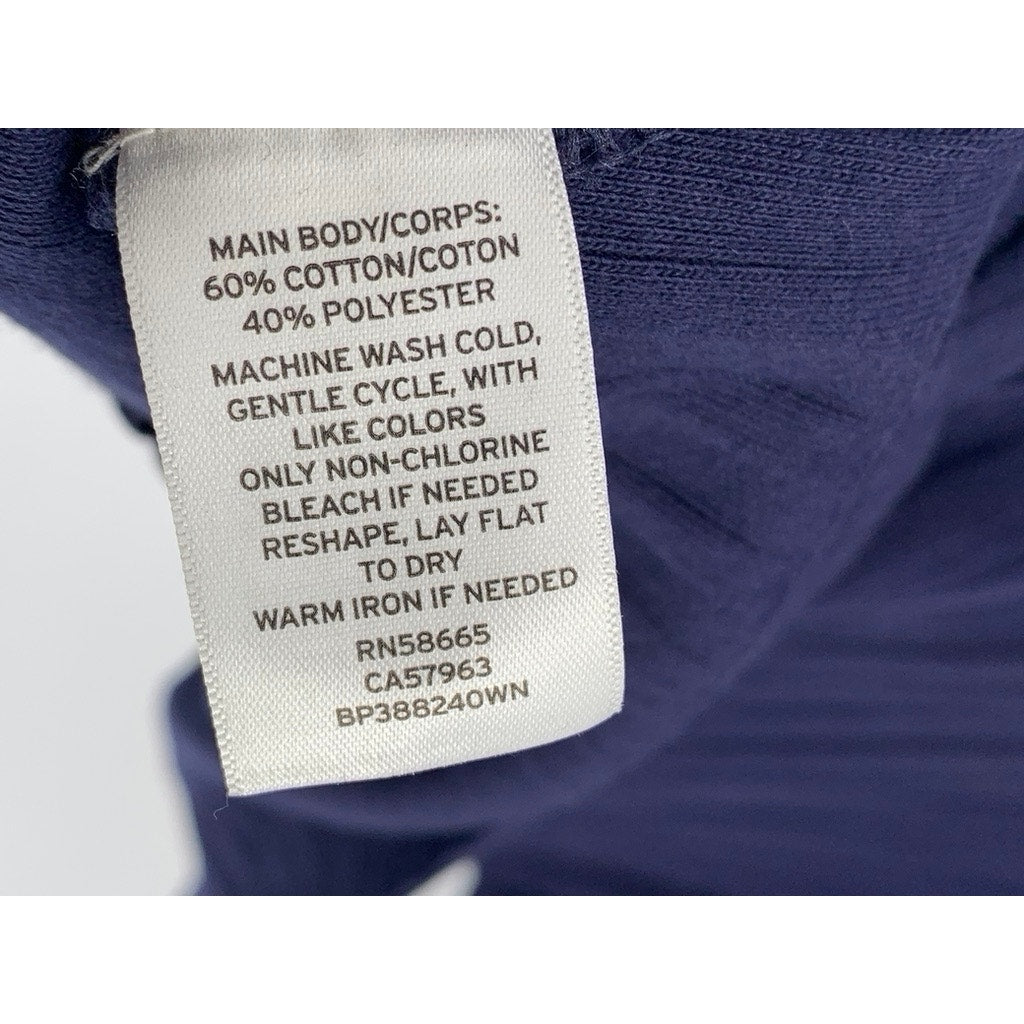 MAIN BODY/CORPS:
60% COTTON/COTON
40% POLYESTER
MACHINE WASH COLD,
GENTLE CYCLE, WITH
LIKE COLORS
ONLY NON-CHLORINE
BLEACH IF NEEDED
RESHAPE, LAY FLAT
TO DRY
WARM IRON IF NEEDED
RN58665
CA57963
BP388240WN